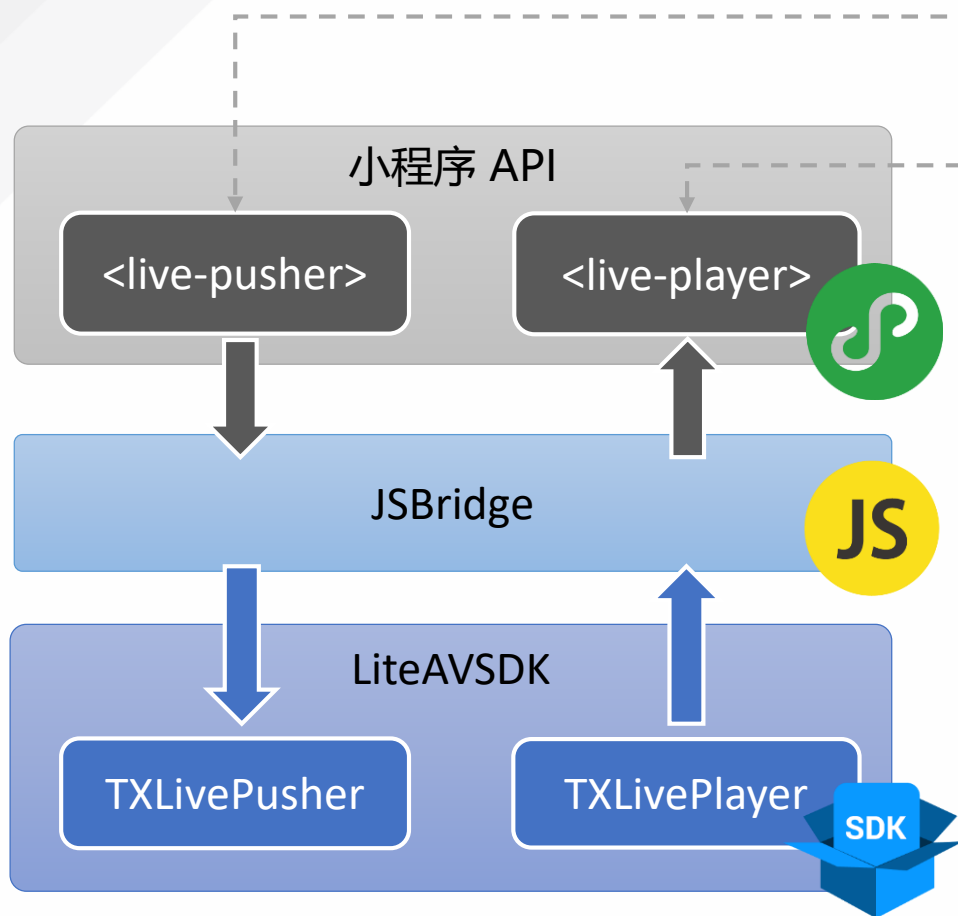 小程序 API
<live-pusher>
<live-player>
JSBridge
JS
LiteAVSDK
TXLivePusher
TXLivePlayer
SDK